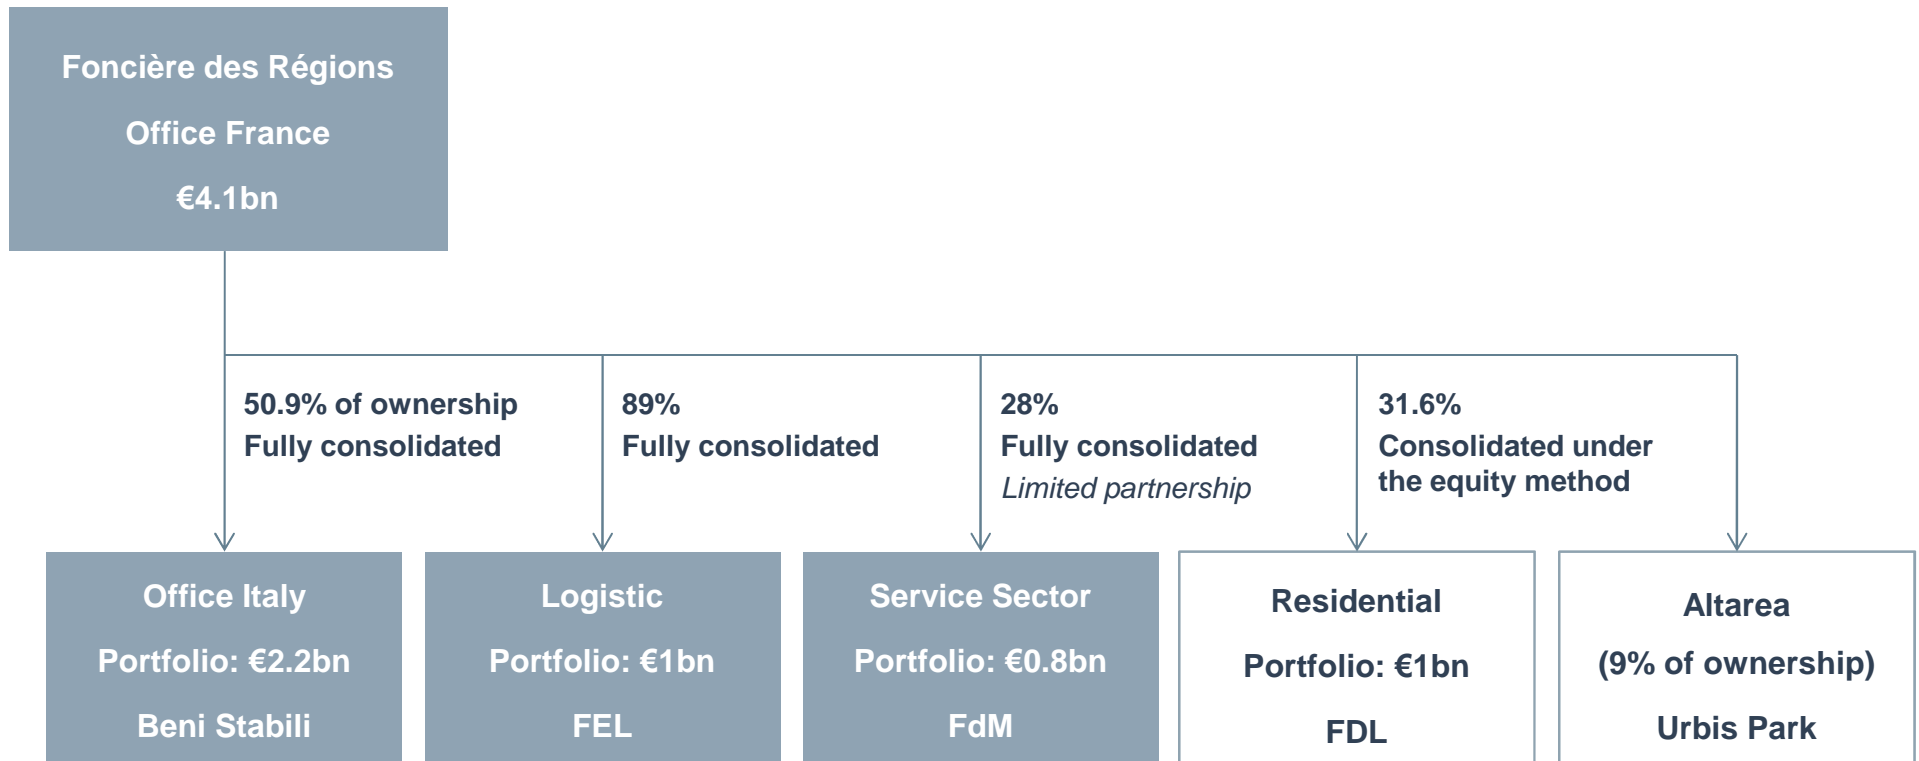 Foncière des Régions
Office France
€4.1bn
50.9% of ownership
Fully consolidated
89%
Fully consolidated
28%
Fully consolidated
Limited partnership
31.6%
Consolidated under
the equity method
Office Italy
Portfolio: €2.2bn
Beni Stabili
Logistic
Portfolio: €1bn
FEL
Service Sector
Portfolio: €0.8bn
FdM
Residential
Portfolio: €1bn
FDL
Altarea
(9% of ownership)
Urbis Park